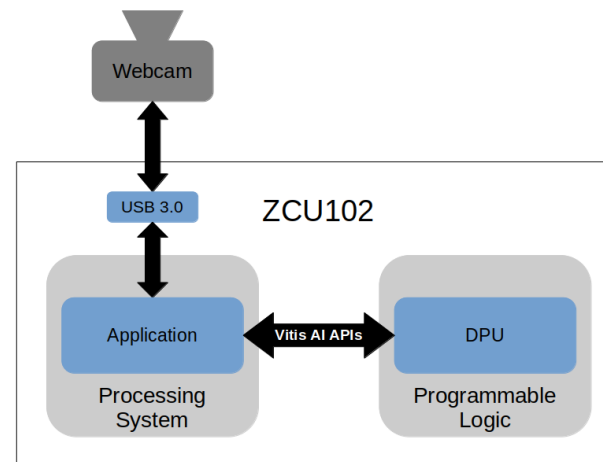 Webcam
USB 3.0
ZCU102
Application
Vitis AI APIs
DPU
Processing
System
Programmable
Logic